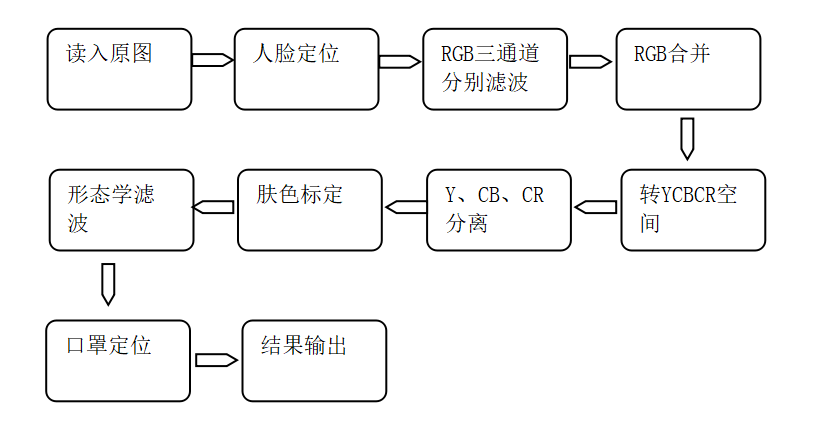 读入原图
人脸定位
RGB三通道
分别滤波
RGB合并
转YCBCR空
间
Y、CB、CR
分离
肤色标定
形态学滤
波
口罩定位
结果输出